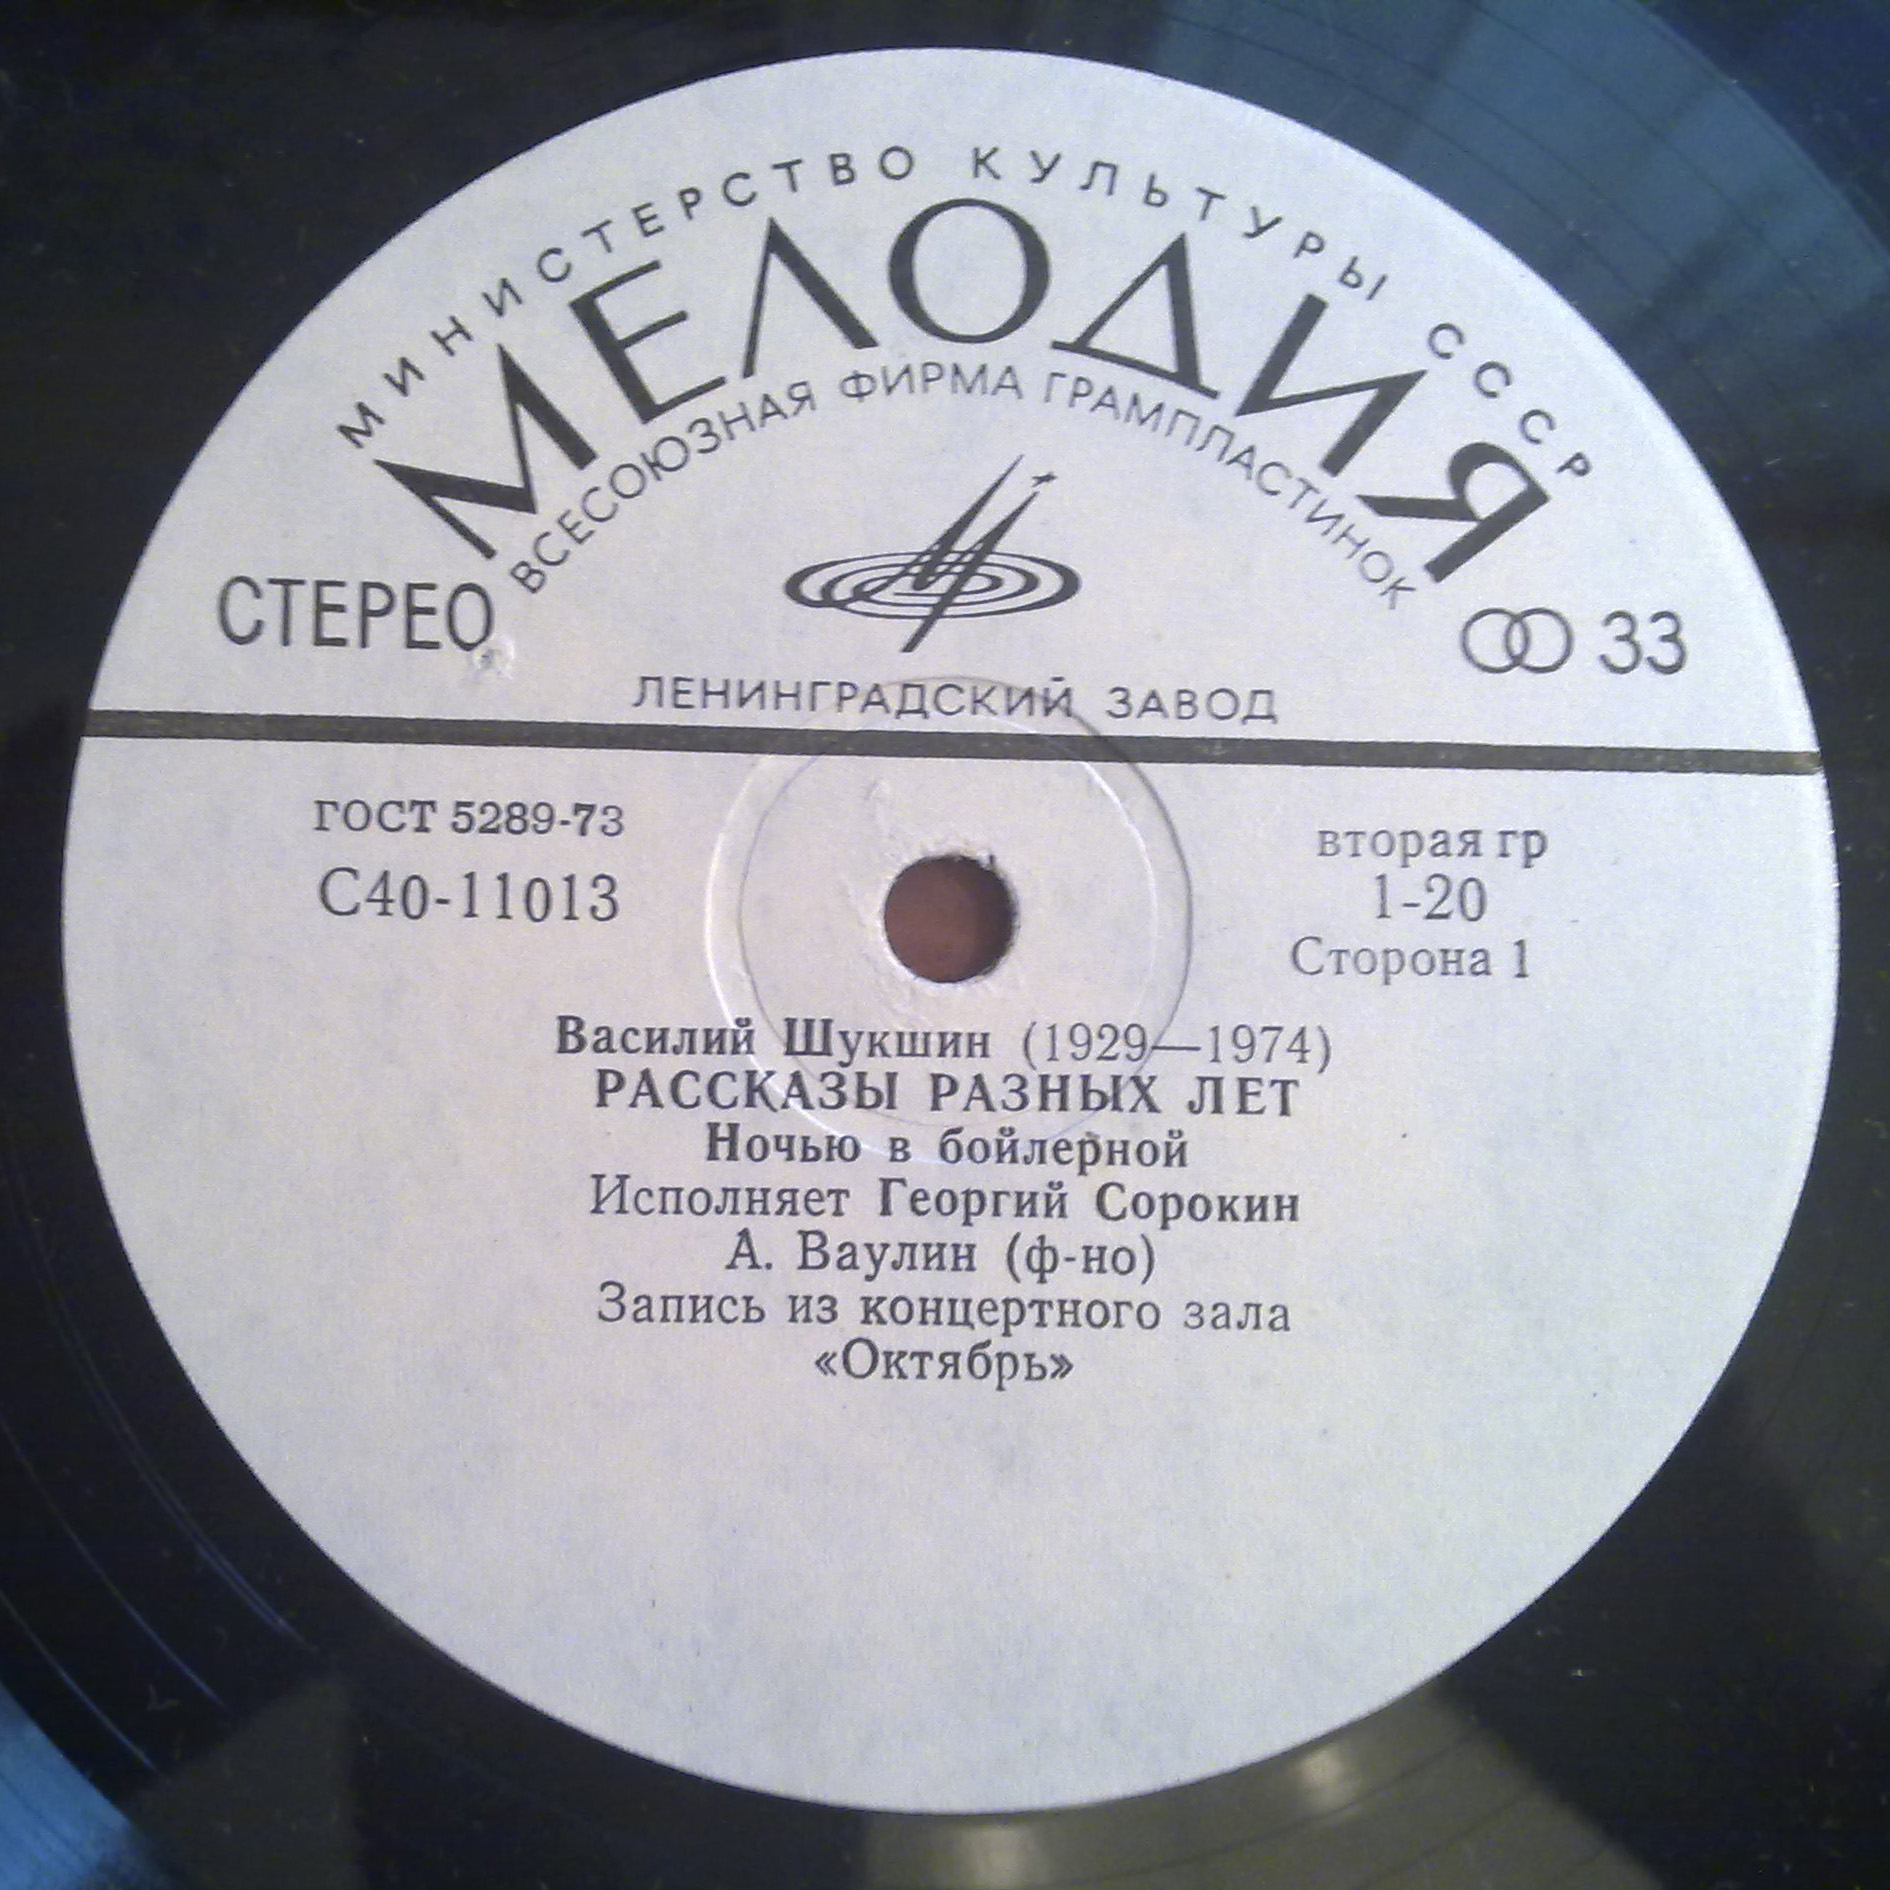 МИНИСТЕРСТВО КУЛЬТУРЫ СССР
МЕЛОДИЯ
ВСЕСОЮЗНАЯ ФИРМА ГРАМПЛАСТИНОК
СТЕРЕО
33
ЛЕНИНГРАДСКИЙ ЗАВОД
ГОСТ 5289-73
С40-11013
вторая гр
1-20
Сторона 1
Василий Шукшин (1929—1974)
РАССКАЗЫ РАЗНЫХ ЛЕТ
Ночью в бойлерной
Исполняет Георгий Сорокин
А. Ваулин (ф-но)
Запись из концертного зала
«Октябрь»